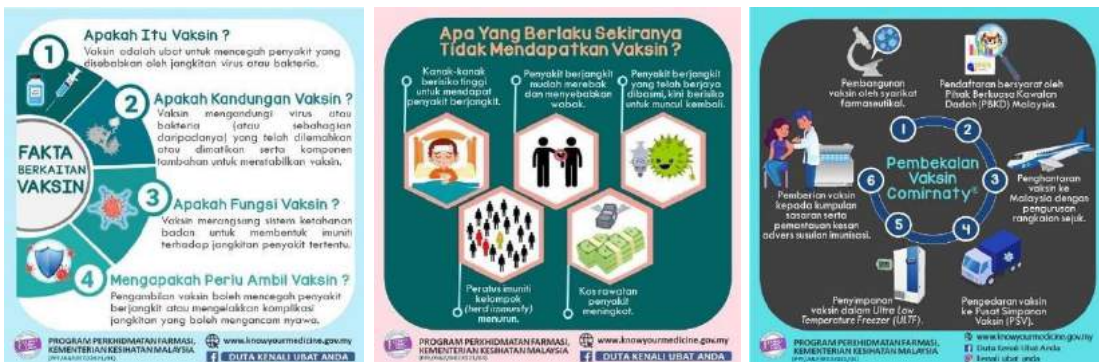 1
Apakah Itu Vaksin ?
Vaksin adalah ubat untuk mencegah penyakit yang
disebabkan oleh jangkitan virus atau bakteria.
2
Apakah Kandungan Vaksin ?
Vaksin mengandungi virus atau
bakteria (atau sebahagian
daripadanya) yang telah dilemahkan
atau dimatikan serta komponen
tambahan untuk menstabilkan vaksin.
FAKTA
BERKAITAN
VAKSIN
3
Apakah Fungsi Vaksin ?
Vaksin merangsang sistem ketahanan
badan untuk membentuk imuniti
terhadap jangkitan penyakit tertentu.
4
Mengapakah Perlu Ambil Vaksin ?
Pengambilan vaksin boleh mencegah penyakit
berjangkit atau mengelakkan komplikasi
jangkitan yang boleh mengancam nyawa.
PROGRAM PERKHIDMATAN FARMASI,
KEMENTERIAN KESIHATAN MALAYSIA
www.knowyourmedicine.gov.my
DUTA KENALI UBAT ANDA
Apa Yang Berlaku Sekiranya
Tidak Mendapatkan Vaksin ?
Kanak-kanak
berisiko tinggi
untuk mendapat
penyakit berjangkit.
Penyakit berjangkit
mudah merebak
dan menyebabkan
wabak.
Penyakit berjangkit
yang telah berjaya
dibasmi, kini berisiko
untuk muncul kembali.
Peratus imuniti
kelompok
(herd immunity)
menurun.
Kos rawatan
penyakit
meningkat.
PROGRAM PERKHIDMATAN FARMASI,
KEMENTERIAN KESIHATAN MALAYSIA
www.knowyourmedicine.gov.my
DUTA KENALI UBAT ANDA
Pembekalan
Vaksin
Comirnaty®
1
Pembangunan
vaksin oleh syarikat
farmaseutikal.
2
Pendaftaran bersyarat oleh
Pihak Berkuasa Kawalan
Dadah (PBKD) Malaysia.
3
Penghantaran
vaksin ke
Malaysia dengan
pengurusan
rangkaian sejuk.
4
Pengedaran vaksin
ke Pusat Simpanan
Vaksin (PSV).
5
Penyimpanan
vaksin dalam Ultra Low
Temperature Freezer (ULTF).
6
Pemberian vaksin
kepada kumpulan
sasaran serta
pemantauan kesan
advers susulan imunisasi.
PROGRAM PERKHIDMATAN FARMASI,
KEMENTERIAN KESIHATAN MALAYSIA
www.knowyourmedicine.gov.my
Duta Kenali Ubat Anda
Kenali ubat anda